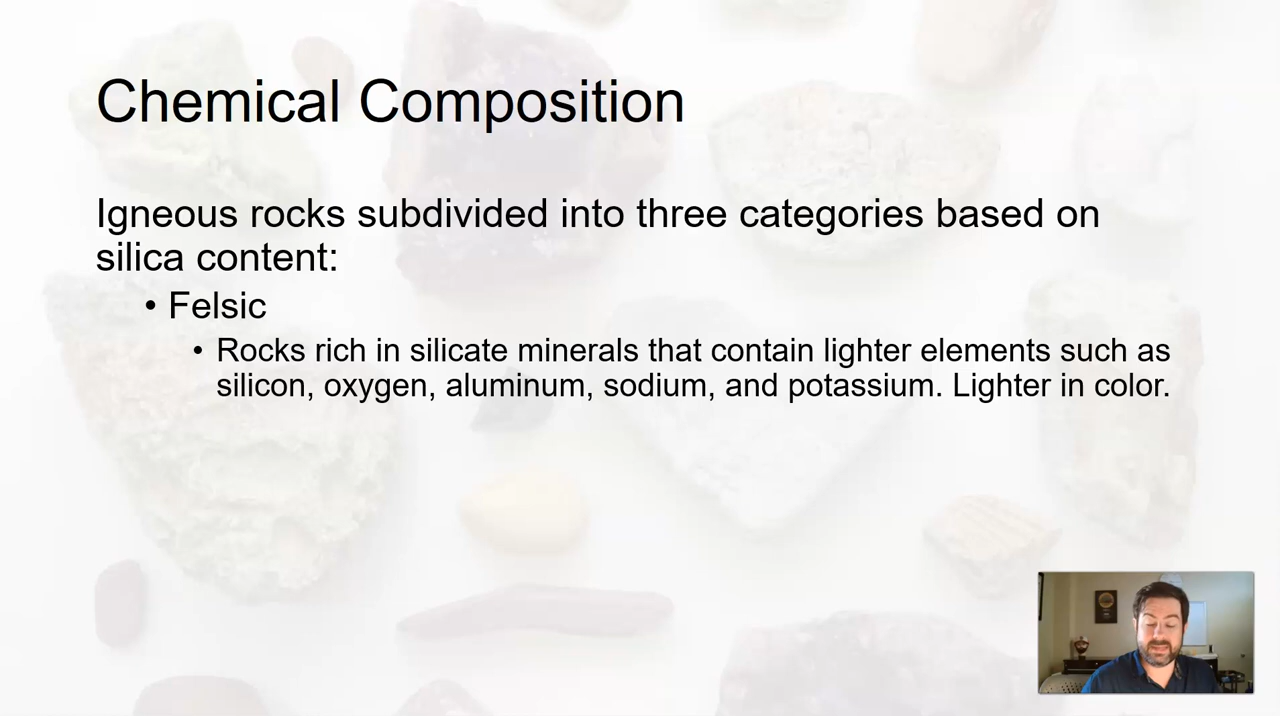 Chemical Composition
Igneous rocks subdivided into three categories based on
silica content:
• Felsic
• Rocks rich in silicate minerals that contain lighter elements such as
silicon, oxygen, aluminum, sodium, and potassium. Lighter in color.